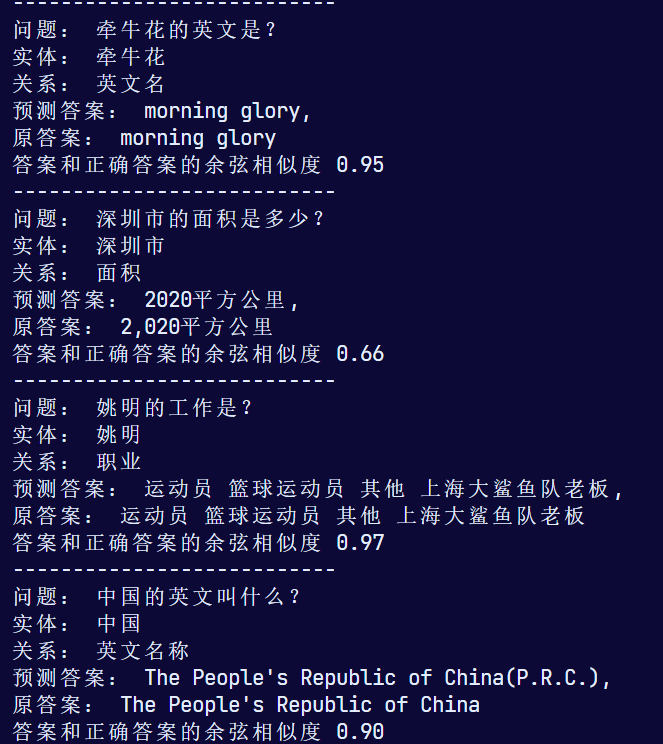 ---------------------------
问题： 牵牛花的英文是？
实体： 牵牛花
关系： 英文名
预测答案： morning glory,
原答案： morning glory
答案和正确答案的余弦相似度 0.95
---------------------------
问题： 深圳市的面积是多少？
实体： 深圳市
关系： 面积
预测答案： 2020平方公里,
原答案： 2,020平方公里
答案和正确答案的余弦相似度 0.66
---------------------------
问题： 姚明的工作是？
实体： 姚明
关系： 职业
预测答案： 运动员 篮球运动员 其他 上海大鲨鱼队老板,
原答案： 运动员 篮球运动员 其他 上海大鲨鱼队老板
答案和正确答案的余弦相似度 0.97
---------------------------
问题： 中国的英文叫什么？
实体： 中国
关系： 英文名称
预测答案： The People's Republic of China(P.R.C.),
原答案： The People's Republic of China
答案和正确答案的余弦相似度 0.90